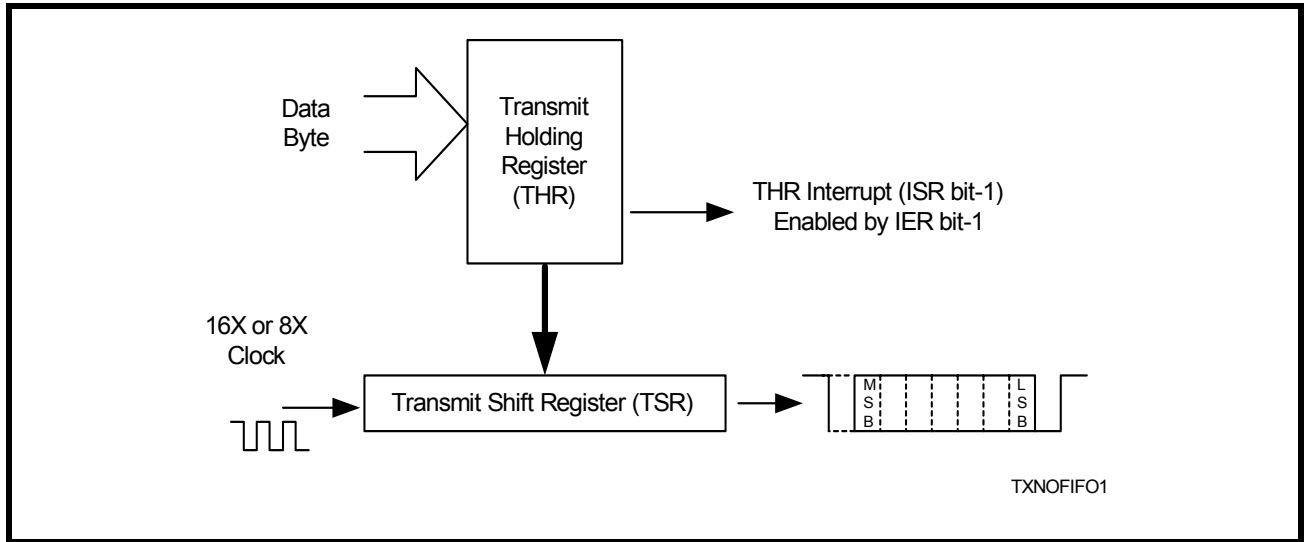 Data
Byte
Transmit
Holding
Register
(THR)
THR Interrupt (ISR bit-1)
Enabled by IER bit-1
16X or 8X
Clock
Transmit Shift Register (TSR)
M
S
B
L
S
B
TXNOFIFO1